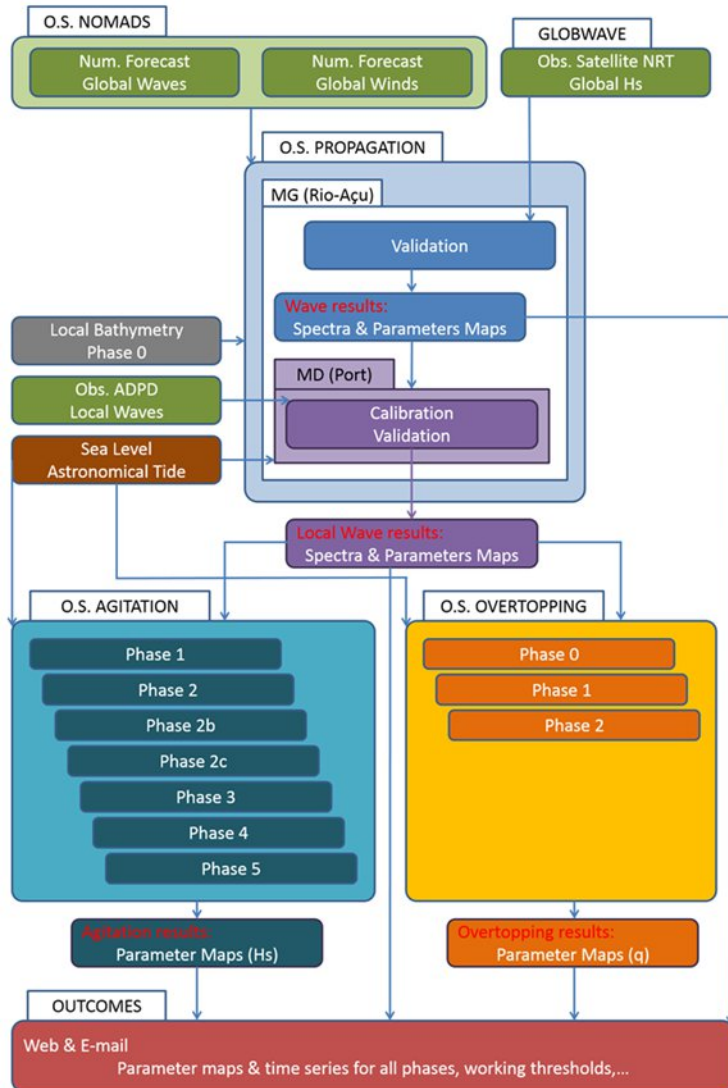 O.S. NOMADS
Num. Forecast
Global Waves
Num. Forecast
Global Winds
GLOBWAVE
Obs. Satellite NRT
Global Hs
O.S. PROPAGATION
MG (Rio-Açu)
Validation
Wave results:
Spectra & Parameters Maps
Local Bathymetry
Phase 0
MD (Port)
Obs. ADPD
Local Waves
Calibration
Validation
Sea Level
Astronomical Tide
Local Wave results:
Spectra & Parameters Maps
O.S. AGITATION
Phase 1
Phase 2
Phase 2b
Phase 2c
Phase 3
Phase 4
Phase 5
O.S. OVERTOPPING
Phase 0
Phase 1
Phase 2
Agitation results:
Parameter Maps (Hs)
Overtopping results:
Parameter Maps (q)
OUTCOMES
Web & E-mail
Parameter maps & time series for all phases, working thresholds,...